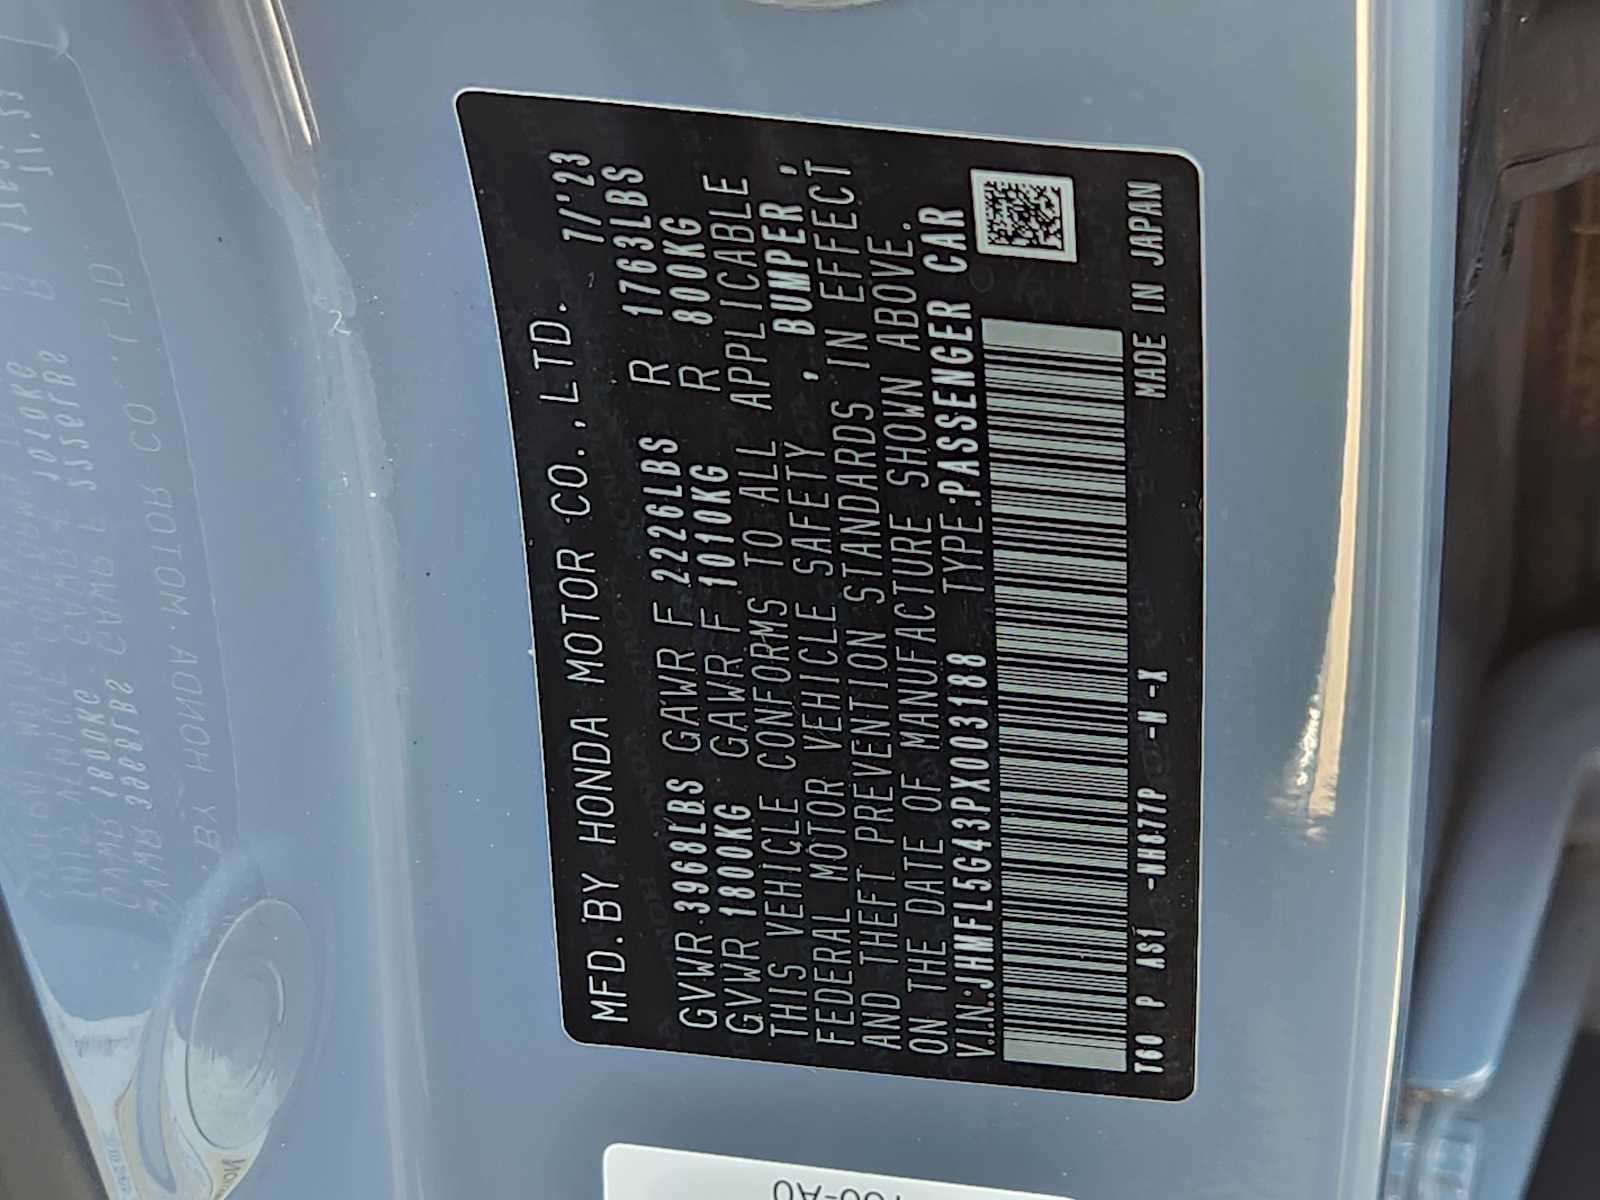 MFD. BY HONDA MOTOR CO., LTD. 7/'23
GVWR 3968LBS GAWR F 2226LBS R 1763LBS
GVWR 1800KG GAWR F 1010KG R 800KG
THIS VEHICLE CONFORMS TO ALL APPLICABLE
FEDERAL MOTOR VEHICLE SAFETY , BUMPER ,
AND THEFT PREVENTION STANDARDS IN EFFECT
ON THE DATE OF MANUFACTURE SHOWN ABOVE.
V.I.N.:JHMFL5G43PX003188 TYPE:PASSENGER CAR
T60 P AS1 -NH877P -N -X MADE IN JAPAN